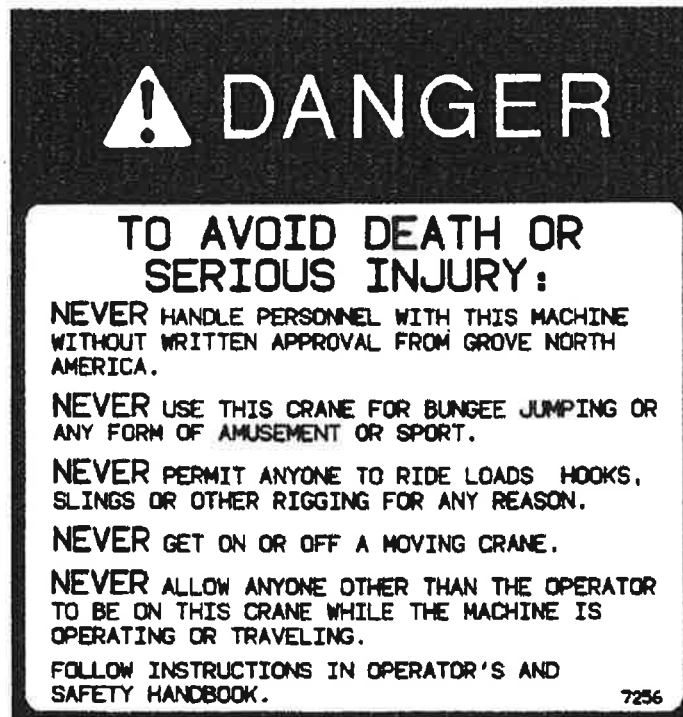 DANGER
TO AVOID DEATH OR
SERIOUS INJURY:
NEVER HANDLE PERSONNEL WITH THIS MACHINE
WITHOUT WRITTEN APPROVAL FROM GROVE NORTH
AMERICA.
NEVER USE THIS CRANE FOR BUNGEE JUMPING OR
ANY FORM OF AMUSEMENT OR SPORT.
NEVER PERMIT ANYONE TO RIDE LOADS HOOKS,
SLINGS OR OTHER RIGGING FOR ANY REASON.
NEVER GET ON OR OFF A MOVING CRANE.
NEVER ALLOW ANYONE OTHER THAN THE OPERATOR
TO BE ON THIS CRANE WHILE THE MACHINE IS
OPERATING OR TRAVELING.
FOLLOW INSTRUCTIONS IN OPERATOR'S AND
SAFETY HANDBOOK.
7256